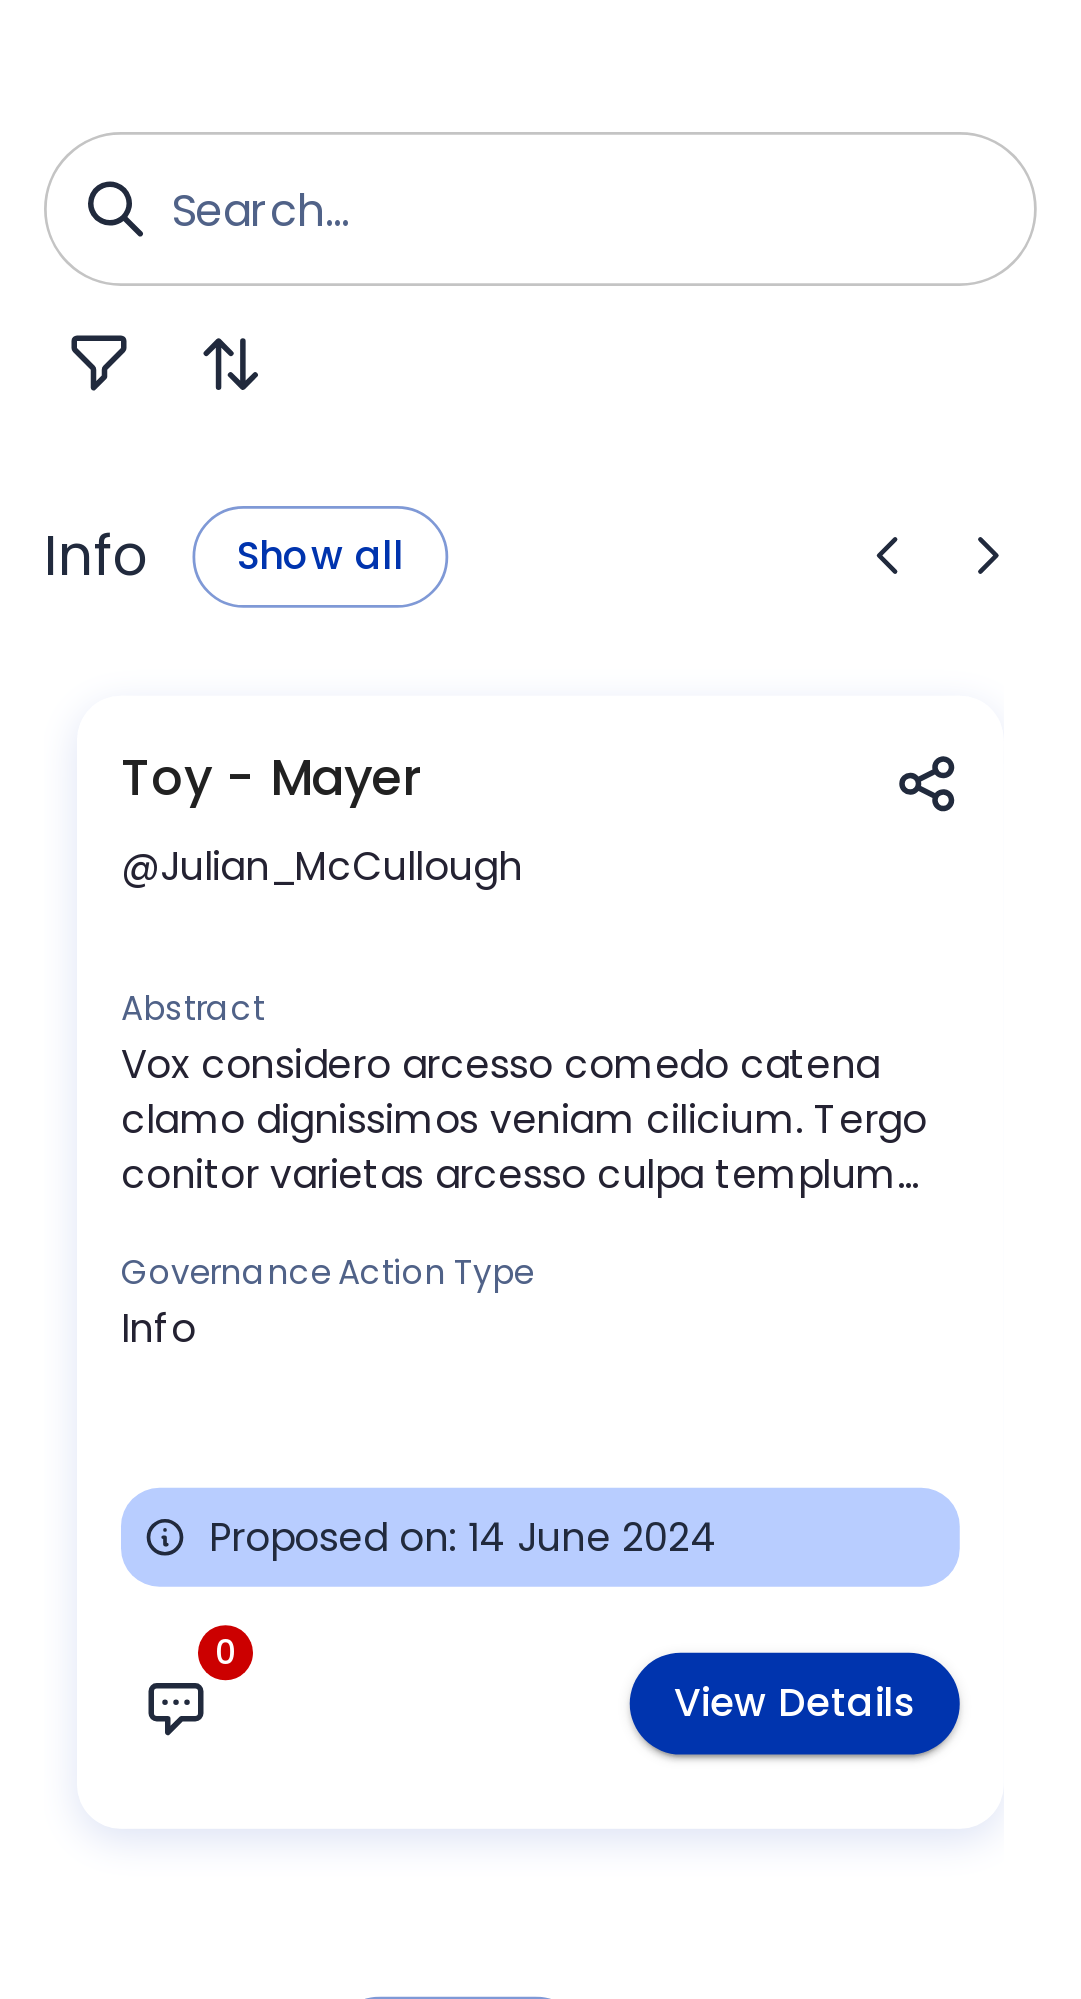 Search...
Info
Show all
Toy - Mayer
@Julian_McCullough
Abstract
Vox considero arcesso comedo catena
clamo dignissimos veniam cilicium. Tergo
conitor varietas arcesso culpa templum...
Governance Action Type
Info
Proposed on: 14 June 2024
0
View Details